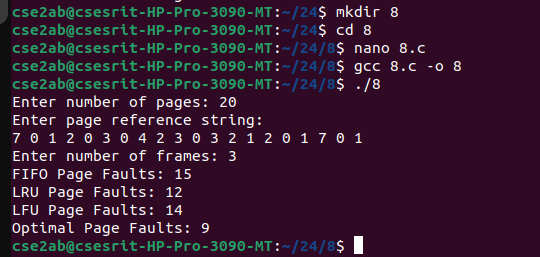 cse2ab@csesrit-HP-Pro-3090-MT:~/24$ mkdir 8
cse2ab@csesrit-HP-Pro-3090-MT:~/24$ cd 8
cse2ab@csesrit-HP-Pro-3090-MT:~/24/8$ nano 8.c
cse2ab@csesrit-HP-Pro-3090-MT:~/24/8$ gcc 8.c -o 8
cse2ab@csesrit-HP-Pro-3090-MT:~/24/8$ ./8
Enter number of pages: 20
Enter page reference string:
7 0 1 2 0 3 0 4 2 3 0 3 2 1 2 0 1 7 0 1
Enter number of frames: 3
FIFO Page Faults: 15
LRU Page Faults: 12
LFU Page Faults: 14
Optimal Page Faults: 9
cse2ab@csesrit-HP-Pro-3090-MT:~/24/8$